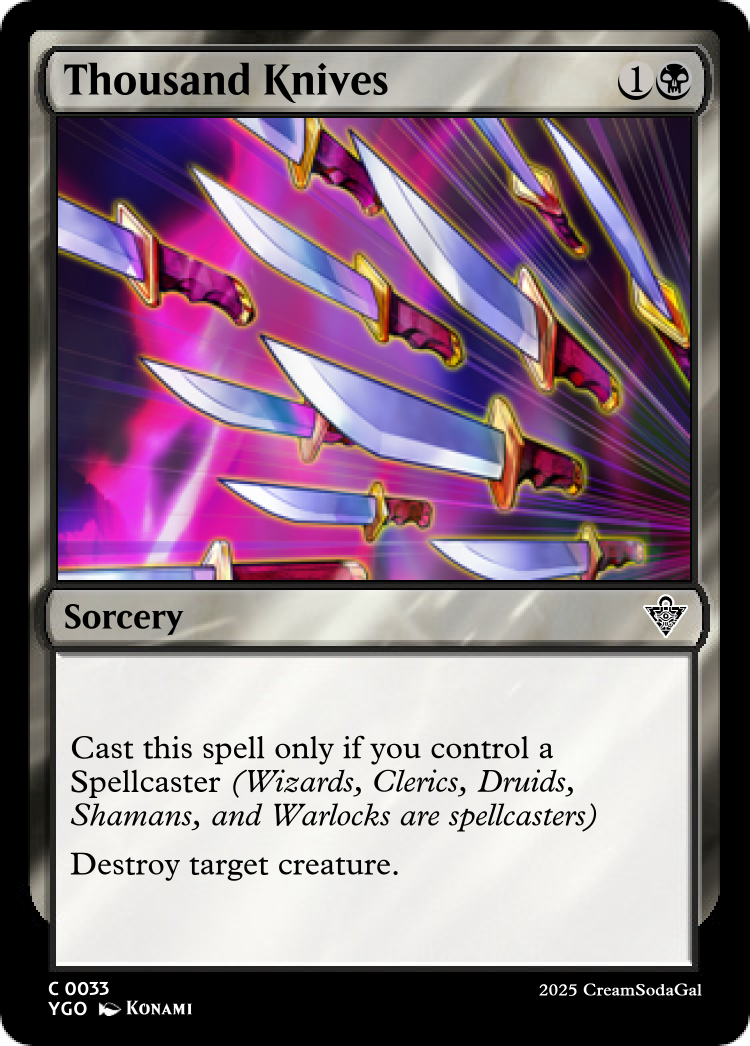 Thousand Knives 1
Sorcery
Cast this spell only if you control a
Spellcaster (Wizards, Clerics, Druids,
Shamans, and Warlocks are spellcasters)
Destroy target creature.
C 0033
YGO KONAMI
2025 CreamSodaGal